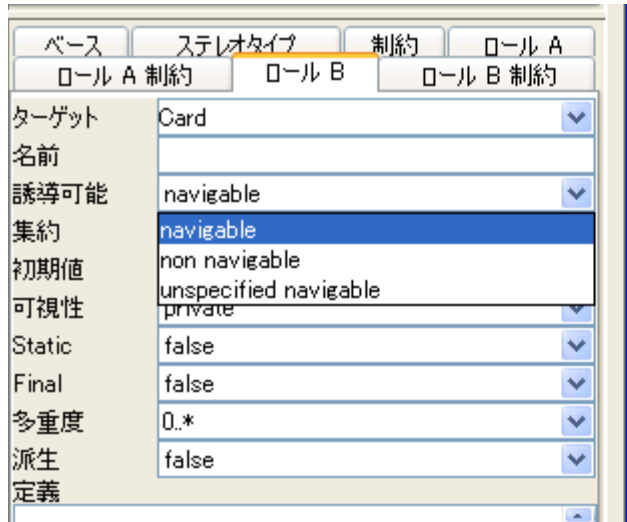 ベース ステレオタイプ 制約 ロール A
ロール A 制約 ロール B ロール B 制約
ターゲット Card
名前
誘導可能 navigable
集約 navigable
non navigable
初期値
unspecified navigable
可視性 private
Static false
Final false
多重度 0..*
派生 false
定義